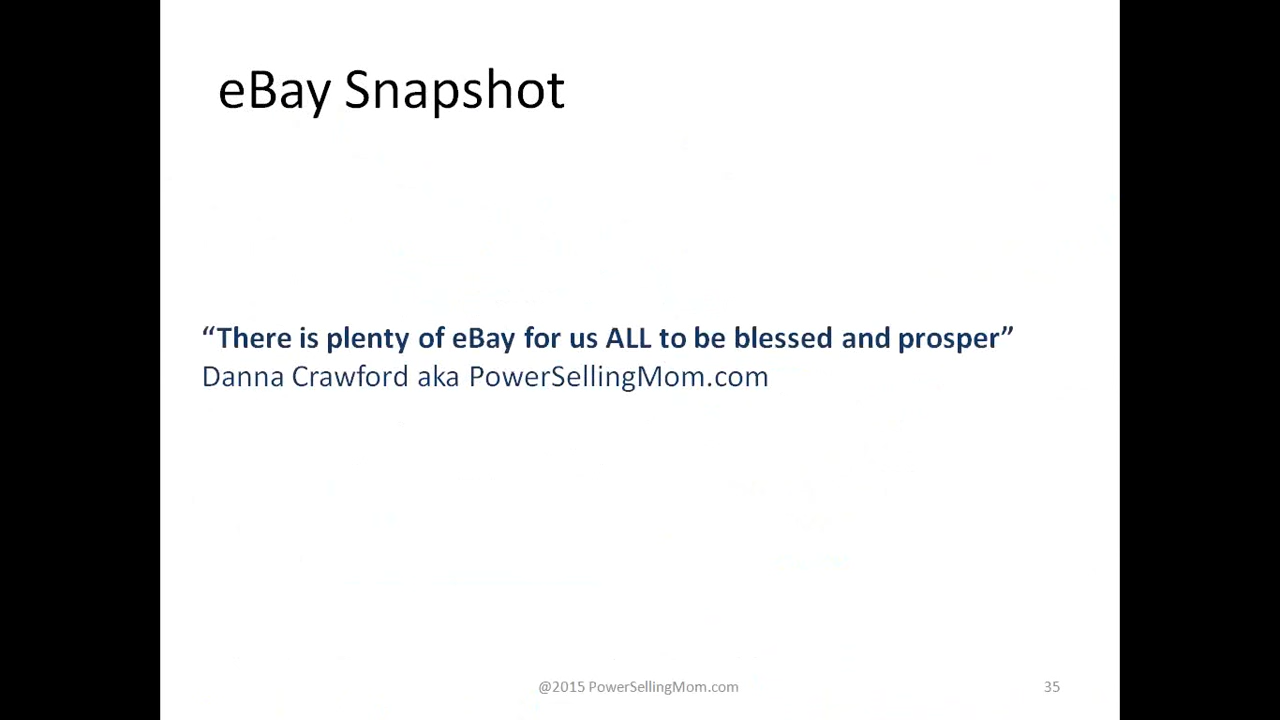 eBay Snapshot
“There is plenty of eBay for us ALL to be blessed and prosper”
Danna Crawford aka PowerSellingMom.com
@2015 PowerSellingMom.com
35